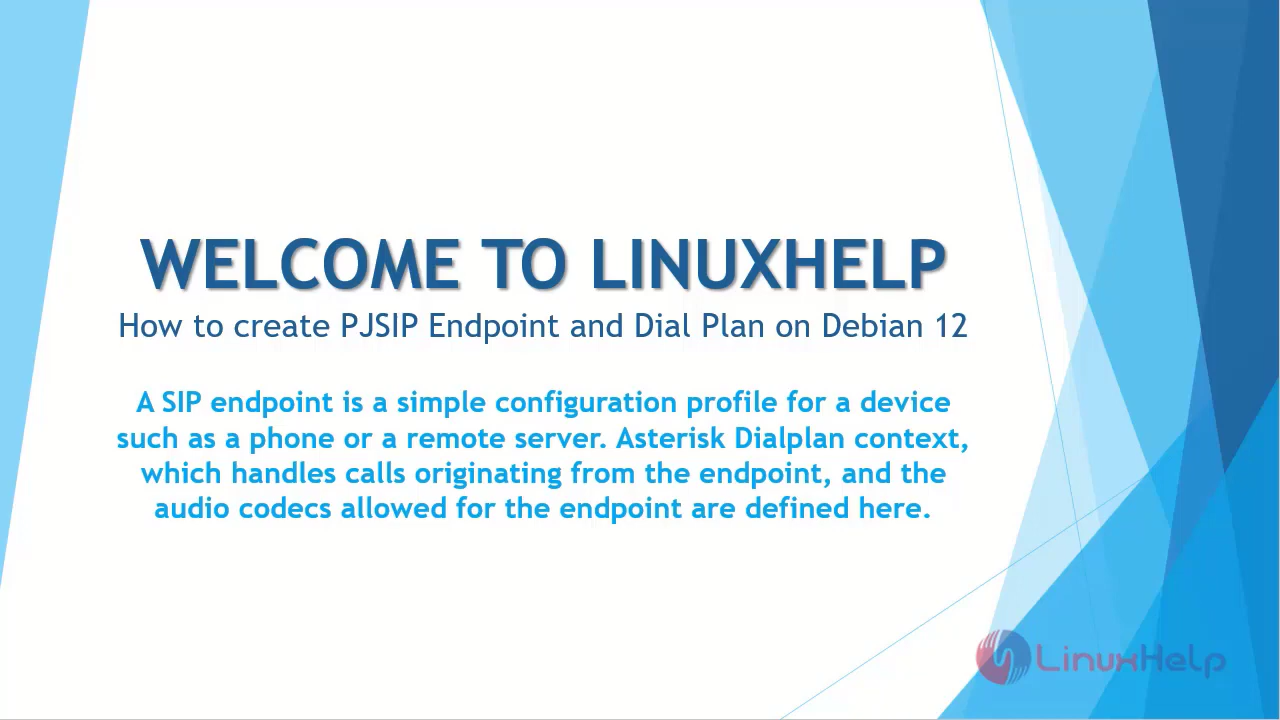 WELCOME TO LINUXHELP
How to create PJSIP Endpoint and Dial Plan on Debian 12
A SIP endpoint is a simple configuration profile for a device
such as a phone or a remote server. Asterisk Dialplan context,
which handles calls originating from the endpoint, and the
audio codecs allowed for the endpoint are defined here.
LinuxHelp